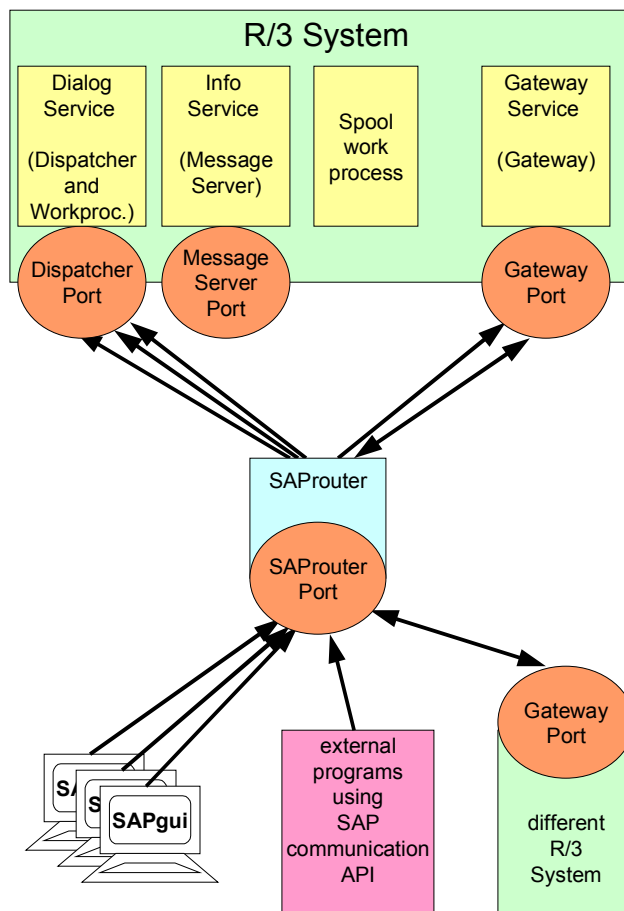 R/3 System
Dialog
Service
(Dispatcher
and
Workproc.)
Info
Service
(Message
Server)
Spool
work
process
Gateway
Service
(Gateway)
Dispatcher
Port
Message
Server
Port
Gateway
Port
SAProuter
SAProuter
Port
Gateway
Port
SA
S
SAPgui
external
programs
using
SAP
communication
API
different
R/3
System